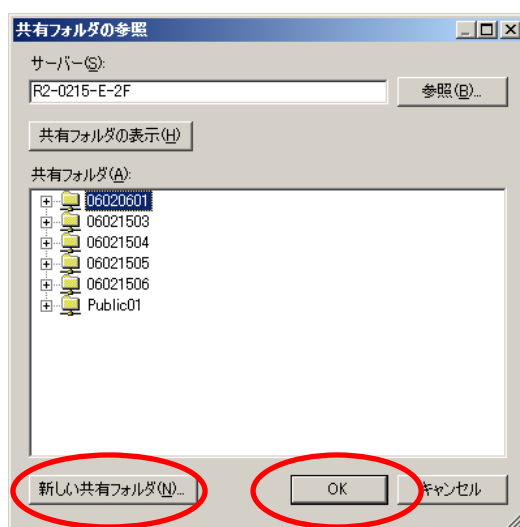 共有フォルダの参照
サーバー(S):
R2-0215-E-2F
参照(B)...
共有フォルダの表示(H)
共有フォルダ(A):
06020601
06021503
06021504
06021505
06021506
Public01
新しい共有フォルダ(N)...
OK
キャンセル